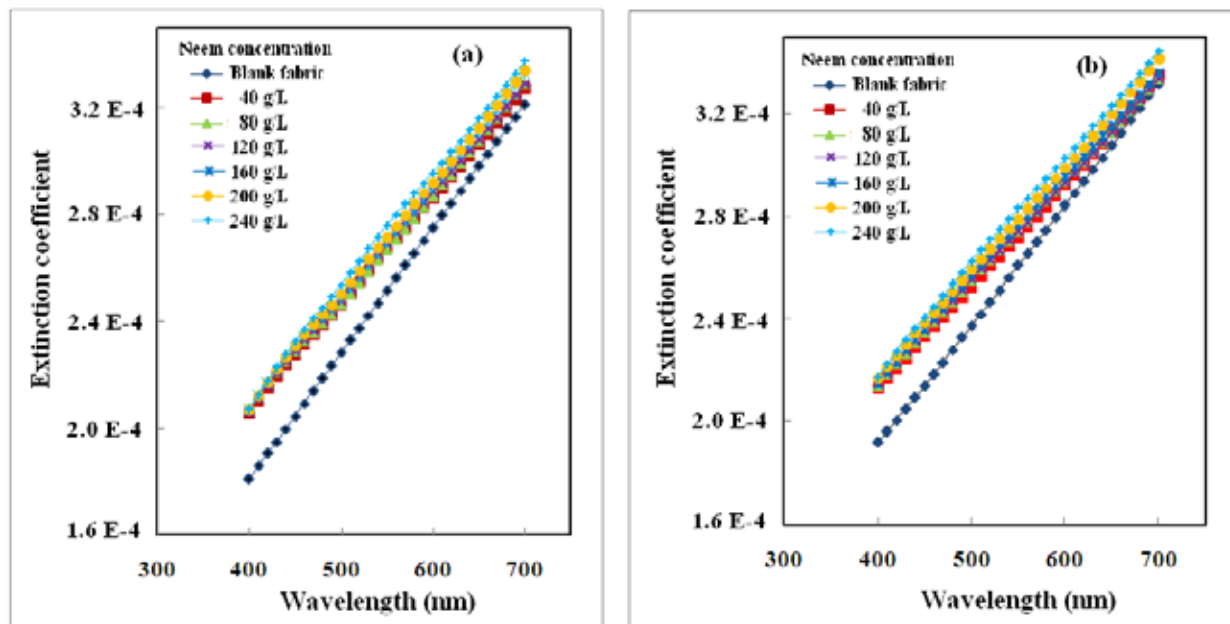 Neem concentration
(a)
Blank fabric
40 g/L
80 g/L
120 g/L
160 g/L
200 g/L
240 g/L
Extinction coefficient
3.2 E-4
2.8 E-4
2.4 E-4
2.0 E-4
1.6 E-4
300 400 500 600 700
Wavelength (nm)
Neem concentration
(b)
Blank fabric
40 g/L
80 g/L
120 g/L
160 g/L
200 g/L
240 g/L
Extinction coefficient
3.2 E-4
2.8 E-4
2.4 E-4
2.0 E-4
1.6 E-4
300 400 500 600 700
Wavelength (nm)